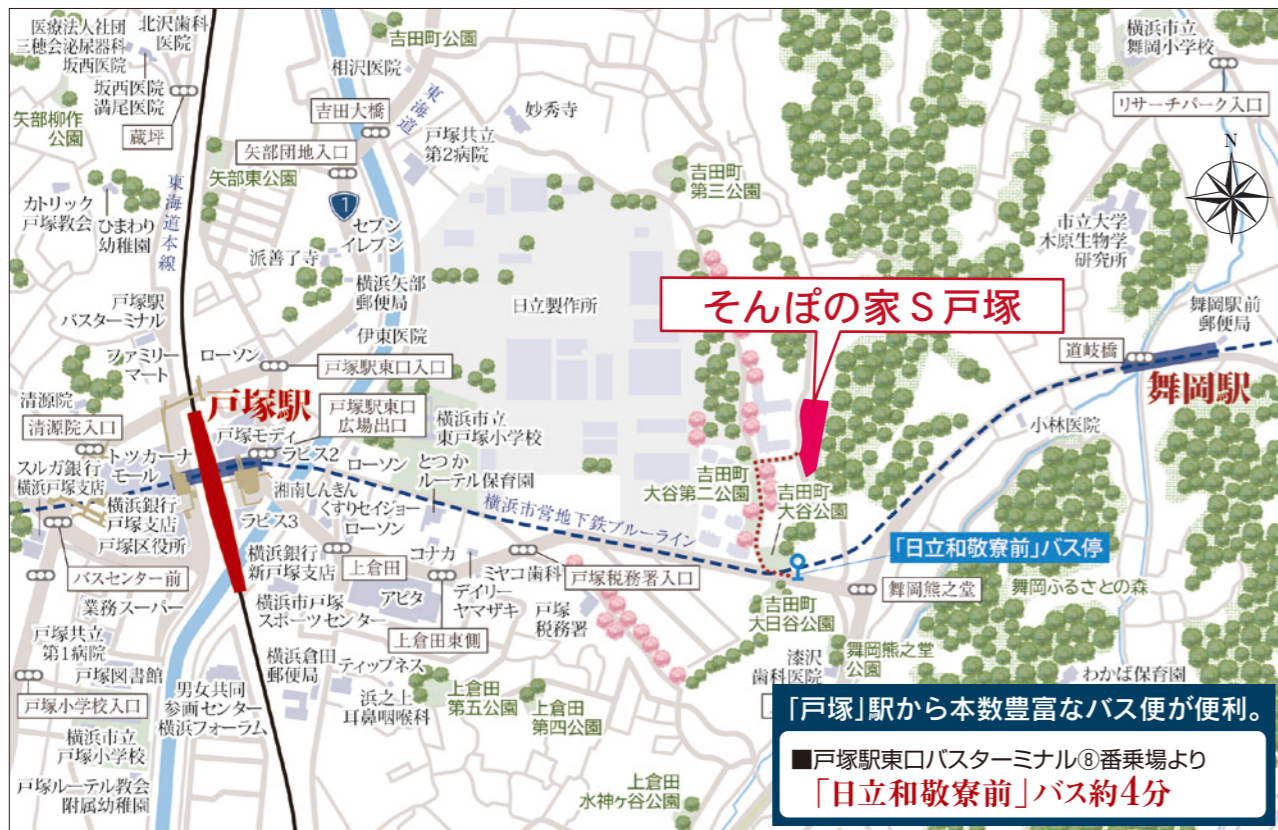 医療法人社団
三穂会泌尿器科
坂西医院
北沢歯科
医院
坂西医院
満尾医院
蔵坪
矢部柳作
公園
吉田町公園
相沢医院
吉田大橋
東海道
矢部団地入口
戸塚共立
第2病院
妙秀寺
矢部東公園
1
セブン
イレブン
カトリック
戸塚教会
ひまわり
幼稚園
東海道本線
派善了寺
横浜矢部
郵便局
伊東医院
日立製作所
吉田町
第三公園
横浜市立
舞岡小学校
リサーチパーク入口
N
市立大学
木原生物学
研究所
舞岡駅前
郵便局
道岐橋
舞岡駅
小林医院
そんぽの家S戸塚
戸塚駅
バスターミナル
ファミリー
マート
ローソン
戸塚駅東口入口
戸塚駅
戸塚駅東口
広場出口
清源院
清源院入口
戸塚モディ
ラピス2
トツカーナ
モール
スルガ銀行
横浜戸塚支店
横浜銀行
戸塚支店
戸塚区役所
ラピス3
湘南しんきん
くすりセイジョー
ローソン
ローソン
横浜市立
東戸塚小学校
とつか
ルーテル保育園
横浜市営地下鉄ブルーライン
吉田町
大谷第二公園
吉田町
大谷公園
「日立和敬寮前」バス停
バスセンター前
業務スーパー
横浜銀行
新戸塚支店
上倉田
コナカ
デイリー
ヤマザキ
ミヤコ歯科
戸塚税務署入口
戸塚
税務署
アピタ
横浜市戸塚
スポーツセンター
上倉田東側
舞岡熊之堂
舞岡ふるさとの森
吉田町
大日谷公園
舞岡熊之堂
公園
漆沢
歯科医院
わかば保育園
戸塚共立
第1病院
戸塚図書館
戸塚小学校入口
男女共同
参画センター
横浜フォーラム
横浜倉田
郵便局
ティップネス
浜之上
耳鼻咽喉科
上倉田
第五公園
上倉田
第四公園
横浜市立
戸塚小学校
戸塚ルーテル教会
附属幼稚園
上倉田
水神ヶ谷公園
「戸塚」駅から本数豊富なバス便が便利。
■戸塚駅東口バスターミナル⑧番乗場より
「日立和敬寮前」バス約4分